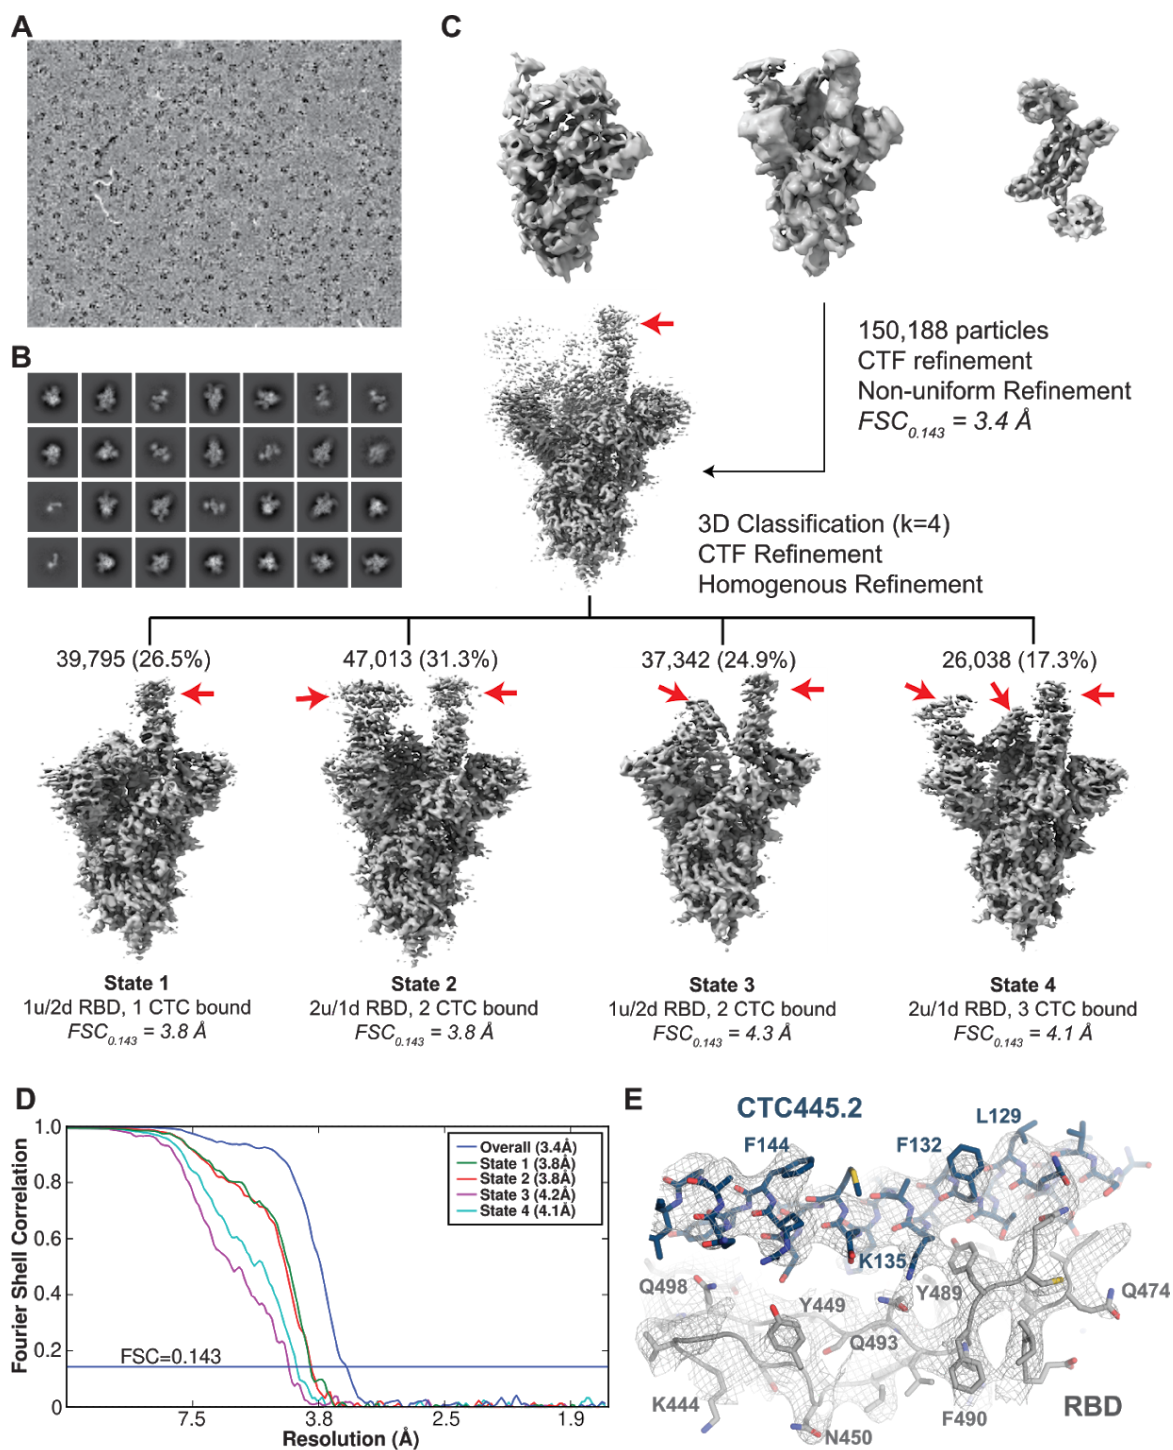 A
C
150,188 particles
CTF refinement
Non-uniform Refinement
FSC0.143 = 3.4 Å
B
3D Classification (k=4)
CTF Refinement
Homogenous Refinement
39,795 (26.5%)
47,013 (31.3%)
37,342 (24.9%)
26,038 (17.3%)
State 1
1u/2d RBD, 1 CTC bound
FSC0.143 = 3.8 Å
State 2
2u/1d RBD, 2 CTC bound
FSC0.143 = 3.8 Å
State 3
1u/2d RBD, 2 CTC bound
FSC0.143 = 4.3 Å
State 4
2u/1d RBD, 3 CTC bound
FSC0.143 = 4.1 Å
D
Fourier Shell Correlation
1.0
0.8
0.6
0.4
0.2
0
Overall (3.4Å)
State 1 (3.8Å)
State 2 (3.8Å)
State 3 (4.2Å)
State 4 (4.1Å)
FSC=0.143
7.5
3.8
2.5
1.9
Resolution (Å)
E
CTC445.2
L129
F144
F132
K135
Q498
Y449
Y489
Q474
Q493
K444
N450
F490
RBD